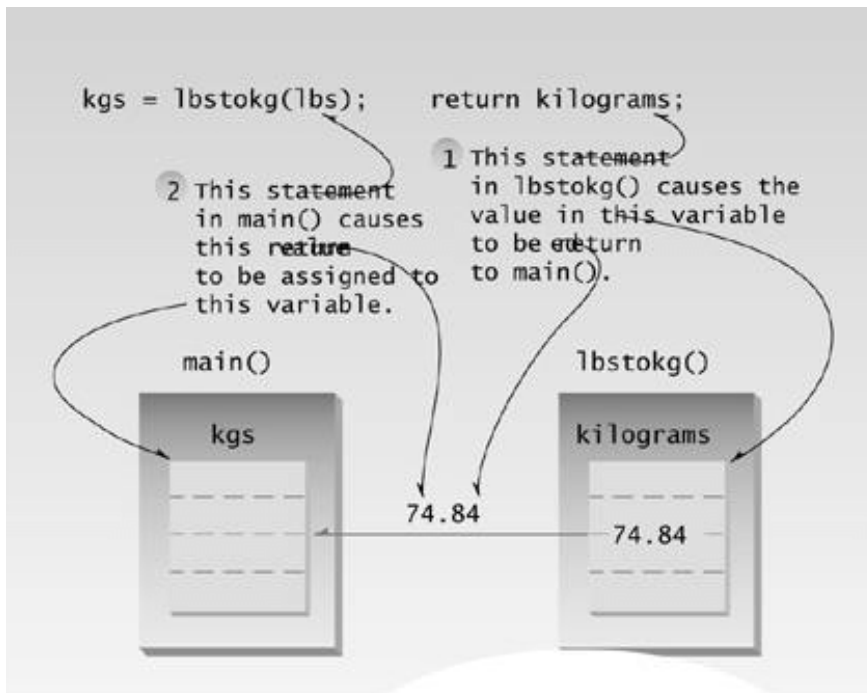 kgs = lbstokg(lbs);
return kilograms;
1 This statement
in lbstokg() causes the
value in this variable
to be
to main().
2 This statement
in main() causes
this
to be assigned to
this variable.
main()
lbstokg()
kgs
kilograms
74.84
74.84